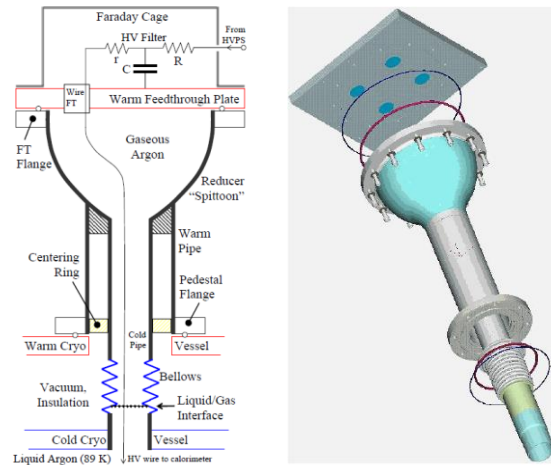 Faraday Cage
From
HVPS
HV Filter
r
R
C
Wire
FT
Warm Feedthrough Plate
FT
Flange
Gaseous
Argon
Reducer
“Spittoon”
Warm
Pipe
Centering
Ring
Pedestal
Flange
Warm Cryo
Cold
Pipe
Vessel
Vacuum,
Insulation
Bellows
Liquid/Gas
Interface
Cold Cryo
Vessel
Liquid Argon (89 K)
HV wire to calorimeter